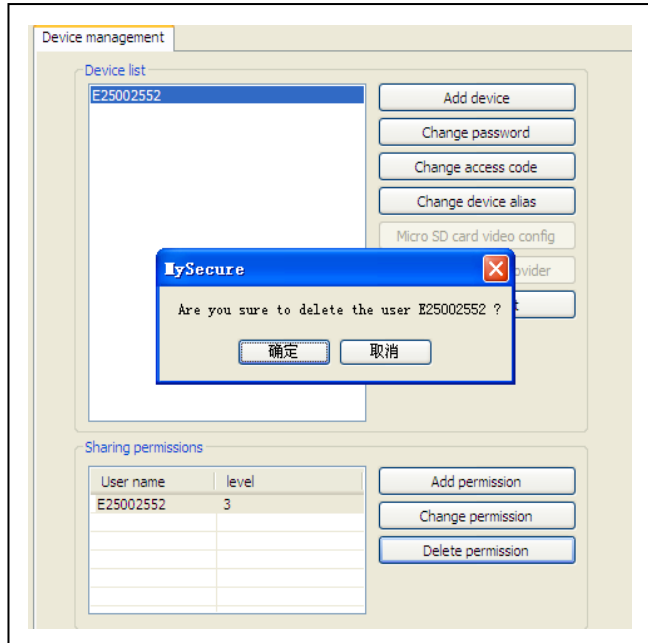 Device management
Device list
E25002552
Add device
Change password
Change access code
Change device alias
Micro SD card video config
ovider
MySecure
Are you sure to delete the user E25002552 ?
确定
取消
Sharing permissions
User name level
E25002552 3
Add permission
Change permission
Delete permission